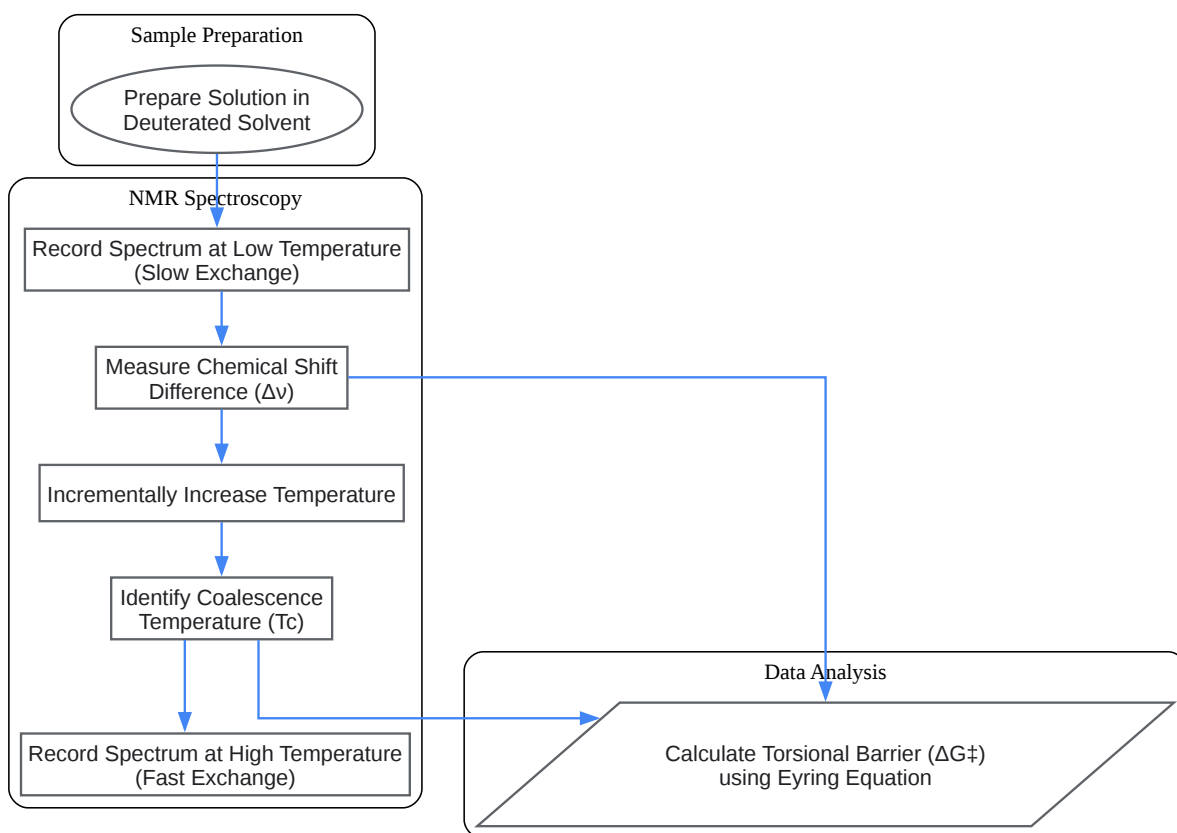 Sample Preparation
Prepare Solution in
Deuterated Solvent
NMR Spectroscopy
Record Spectrum at Low Temperature
(Slow Exchange)
Measure Chemical Shift
Difference (Δν)
Incrementally Increase Temperature
Identify Coalescence
Temperature (Tc)
Record Spectrum at High Temperature
(Fast Exchange)
Data Analysis
Calculate Torsional Barrier (ΔG‡)
using Eyring Equation